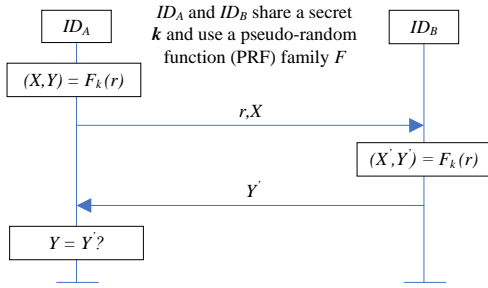 ID_A
ID_A and ID_B share a secret
k and use a pseudo-random
function (PRF) family F
ID_B
(X,Y) = F_k(r)
r,X
(X',Y') = F_k(r)
Y'
Y = Y'?